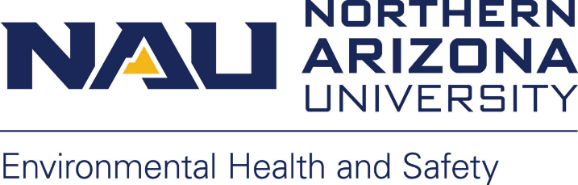 NAU
NORTHERN
ARIZONA
UNIVERSITY
Environmental Health and Safety